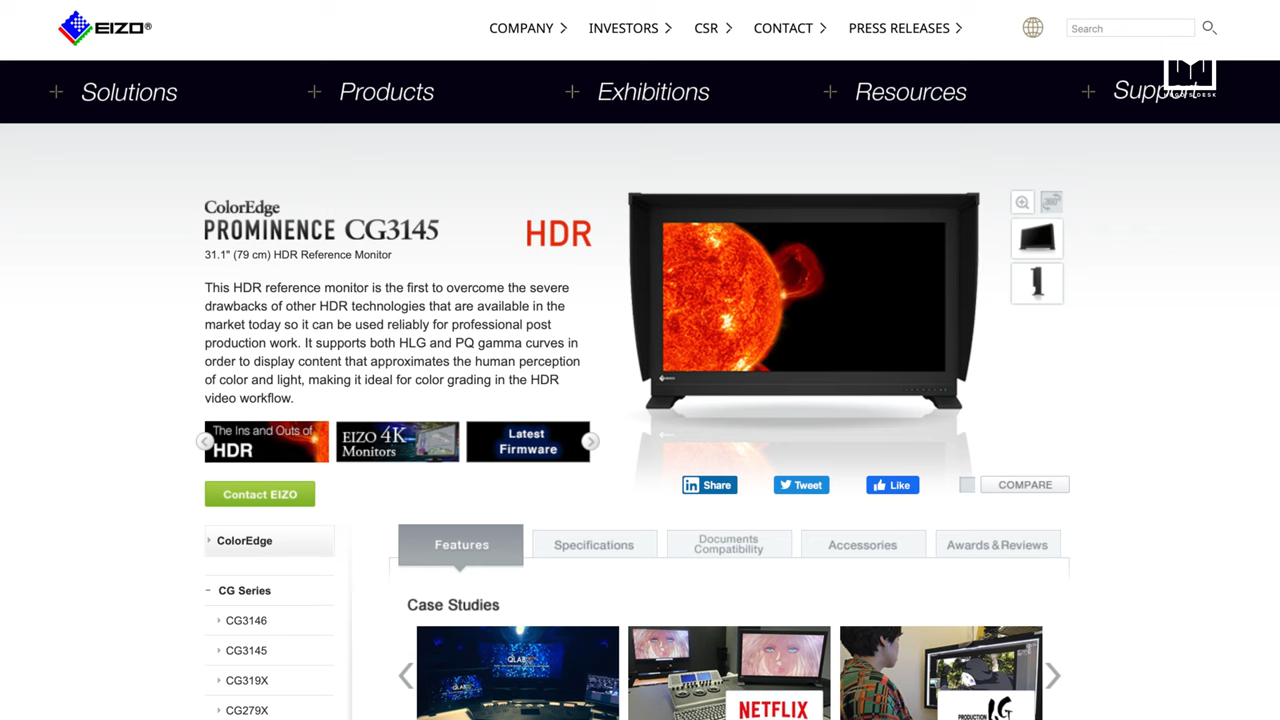 EIZO®
COMPANY
INVESTORS
CSR
CONTACT
PRESS RELEASES
Search
Solutions
Products
Exhibitions
Resources
Support
ColorEdge
PROMINENCE CG3145
HDR
31.1" (79 cm) HDR Reference Monitor
This HDR reference monitor is the first to overcome the severe
drawbacks of other HDR technologies that are available in the
market today so it can be used reliably for professional post
production work. It supports both HLG and PQ gamma curves in
order to display content that approximates the human perception
of color and light, making it ideal for color grading in the HDR
video workflow.
360°
The Ins and Outs of
HDR
EIZO 4K
Monitors
Latest
Firmware
Share
Tweet
Like
COMPARE
Contact EIZO
ColorEdge
CG Series
CG3146
CG3145
CG319X
CG279X
Features
Specifications
Documents
Compatibility
Accessories
Awards & Reviews
Case Studies
QLAB
QLAB
NETFLIX
PRODUCTION I.G